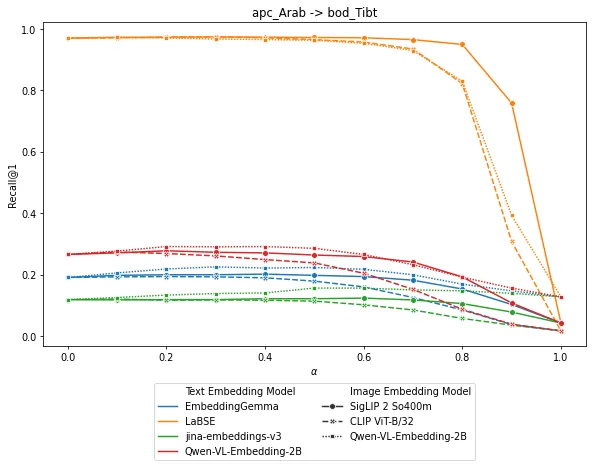 apc_Arab -> bod_Tibt
1.0
0.8
0.6
0.4
0.2
0.0
Recall@1
0.0 0.2 0.4 0.6 0.8 1.0
α
Text Embedding Model Image Embedding Model
EmbeddingGemma SigLIP 2 So400m
LaBSE CLIP ViT-B/32
jina-embeddings-v3 Qwen-VL-Embedding-2B
Qwen-VL-Embedding-2B